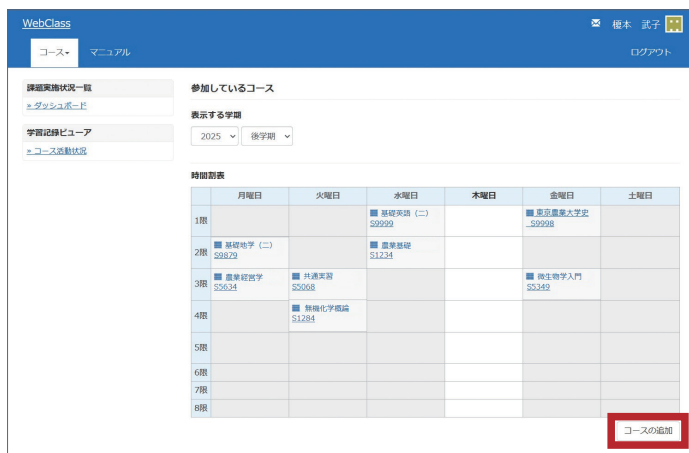 WebClass
榎本 武子
コース
マニュアル
ログアウト
課題実施状況一覧
» ダッシュボード
学習記録ビューア
» コース活動状況
参加しているコース
表示する学期
2025 後学期
時間割表
月曜日 火曜日 水曜日 木曜日 金曜日 土曜日
1限
基礎英語（二）
S9999
東京農業大学史
S9998
2限
基礎地学（二）
S9879
農業基礎
S1234
3限
農業経営学
S5634
共通実習
S5068
微生物学入門
S5349
4限
無機化学概論
S1284
5限
6限
7限
8限
コースの追加